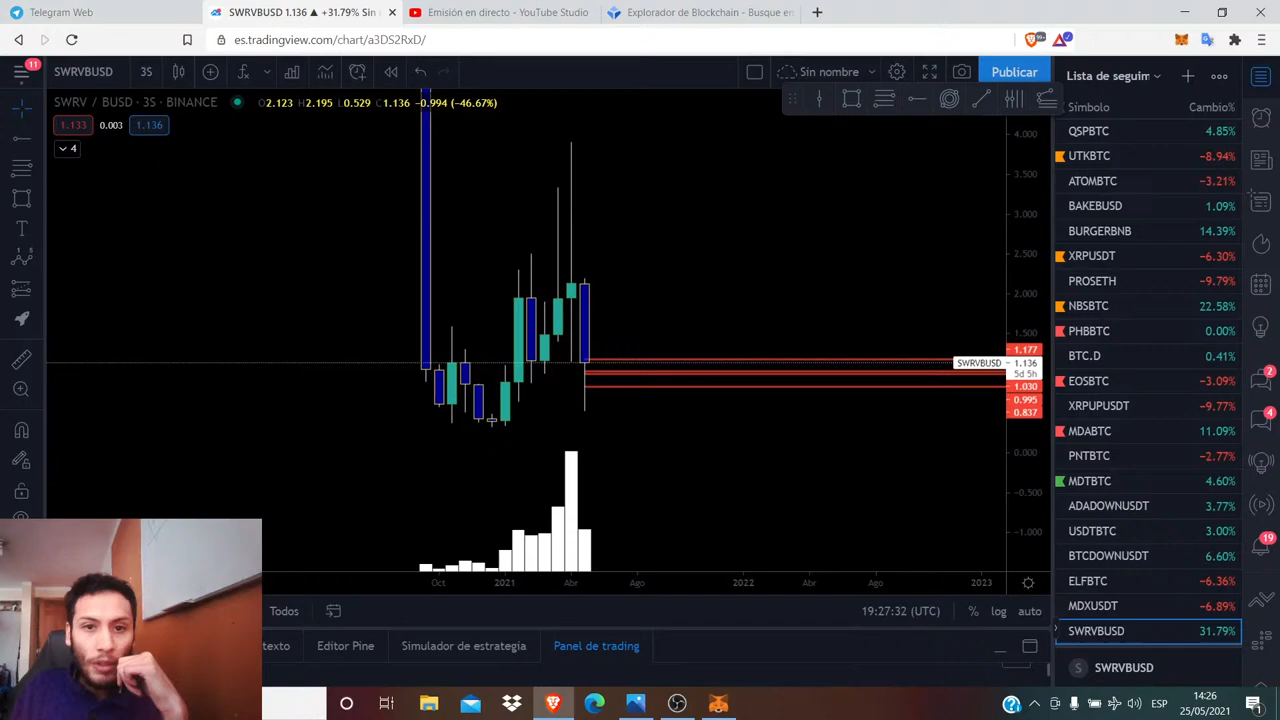 Telegram Web
SWRVBUSD 1.136 ▲ +31.79% Sin
Emisión en directo - YouTube Studio
Explorador de Blockchain - Busque en
es.tradingview.com/chart/a3DS2RxD/
99+
11
SWRVBUSD
3S
Sin nombre
Publicar
Lista de seguim
SWRV / BUSD · 3S · BINANCE
O2.123 H2.195 C1.136 -0.994 (-46.67%)
1.133 0.003 1.136
4
4.000
3.500
3.000
2.500
2.000
1.500
1.177
SWRVBUSD 1.136
5d 5h
1.030
0.995
0.837
0.000
-0.500
-1.000
Oct 2021 Abr Ago 2022 Abr Ago 2023
Todos
19:27:32 (UTC) % log auto
texto
Editor Pine
Simulador de estrategia
Panel de trading
Símbolo Cambio%
QSPBTC 4.85%
UTKBTC −8.94%
ATOMBTC −3.21%
BAKEBUSD 1.09%
BURGERBNB 14.39%
XRPUSDT −6.30%
PROSETH −9.79%
NBSBTC 22.58%
PHBBTC 0.00%
BTC.D 0.41%
EOSBTC −3.09%
XRPUPUSDT −9.77%
MDABTC 11.09%
PNTBTC −2.77%
MDTBTC 4.60%
ADADOWNUSDT 3.77%
USDTBTC 3.00%
BTCDOWNUSDT 6.60%
ELFBTC −6.36%
MDXUSDT −6.89%
SWRVBUSD 31.79%
S SWRVBUSD
2
4
19
ESP
14:26
25/05/2021
1